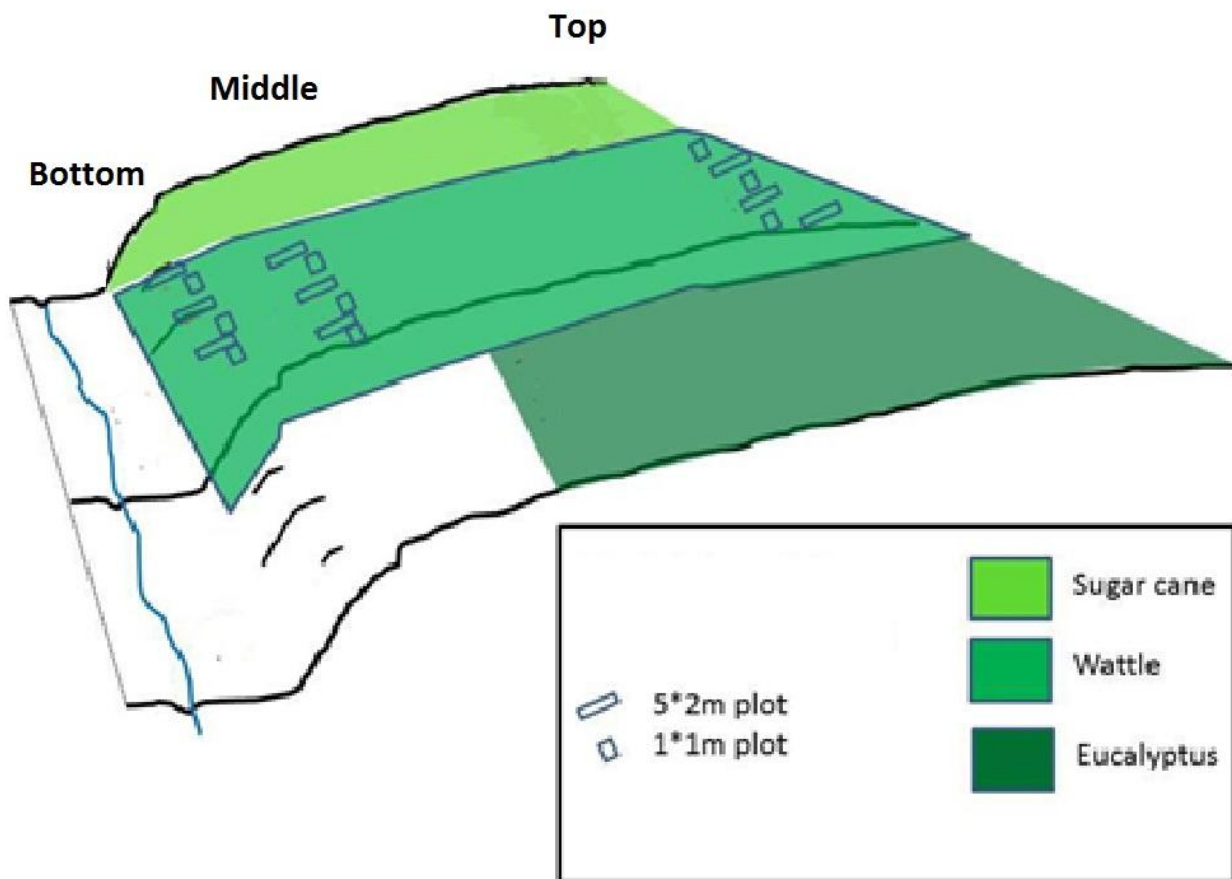 Top
Middle
Bottom
Sugar cane
Wattle
5*2m plot
1*1m plot
Eucalyptus